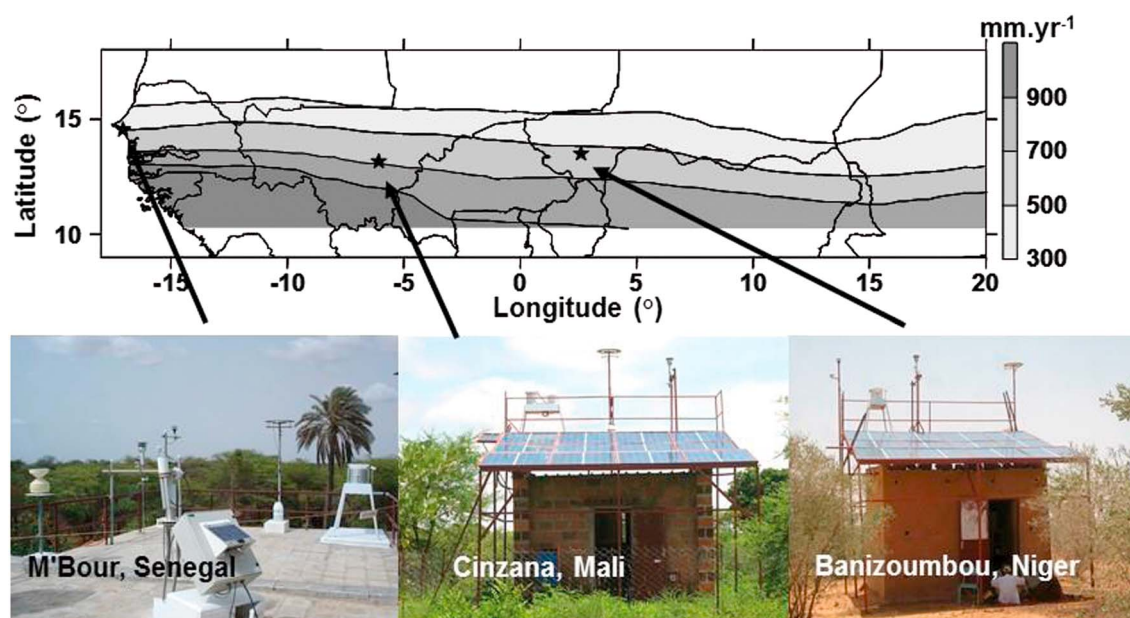 mm.yr-1
900
700
500
300
Latitude (°)
15
10
-15
-10
-5
0
5
10
15
20
Longitude (°)
M'Bour, Senegal
Cinzana, Mali
Banizoumbou, Niger